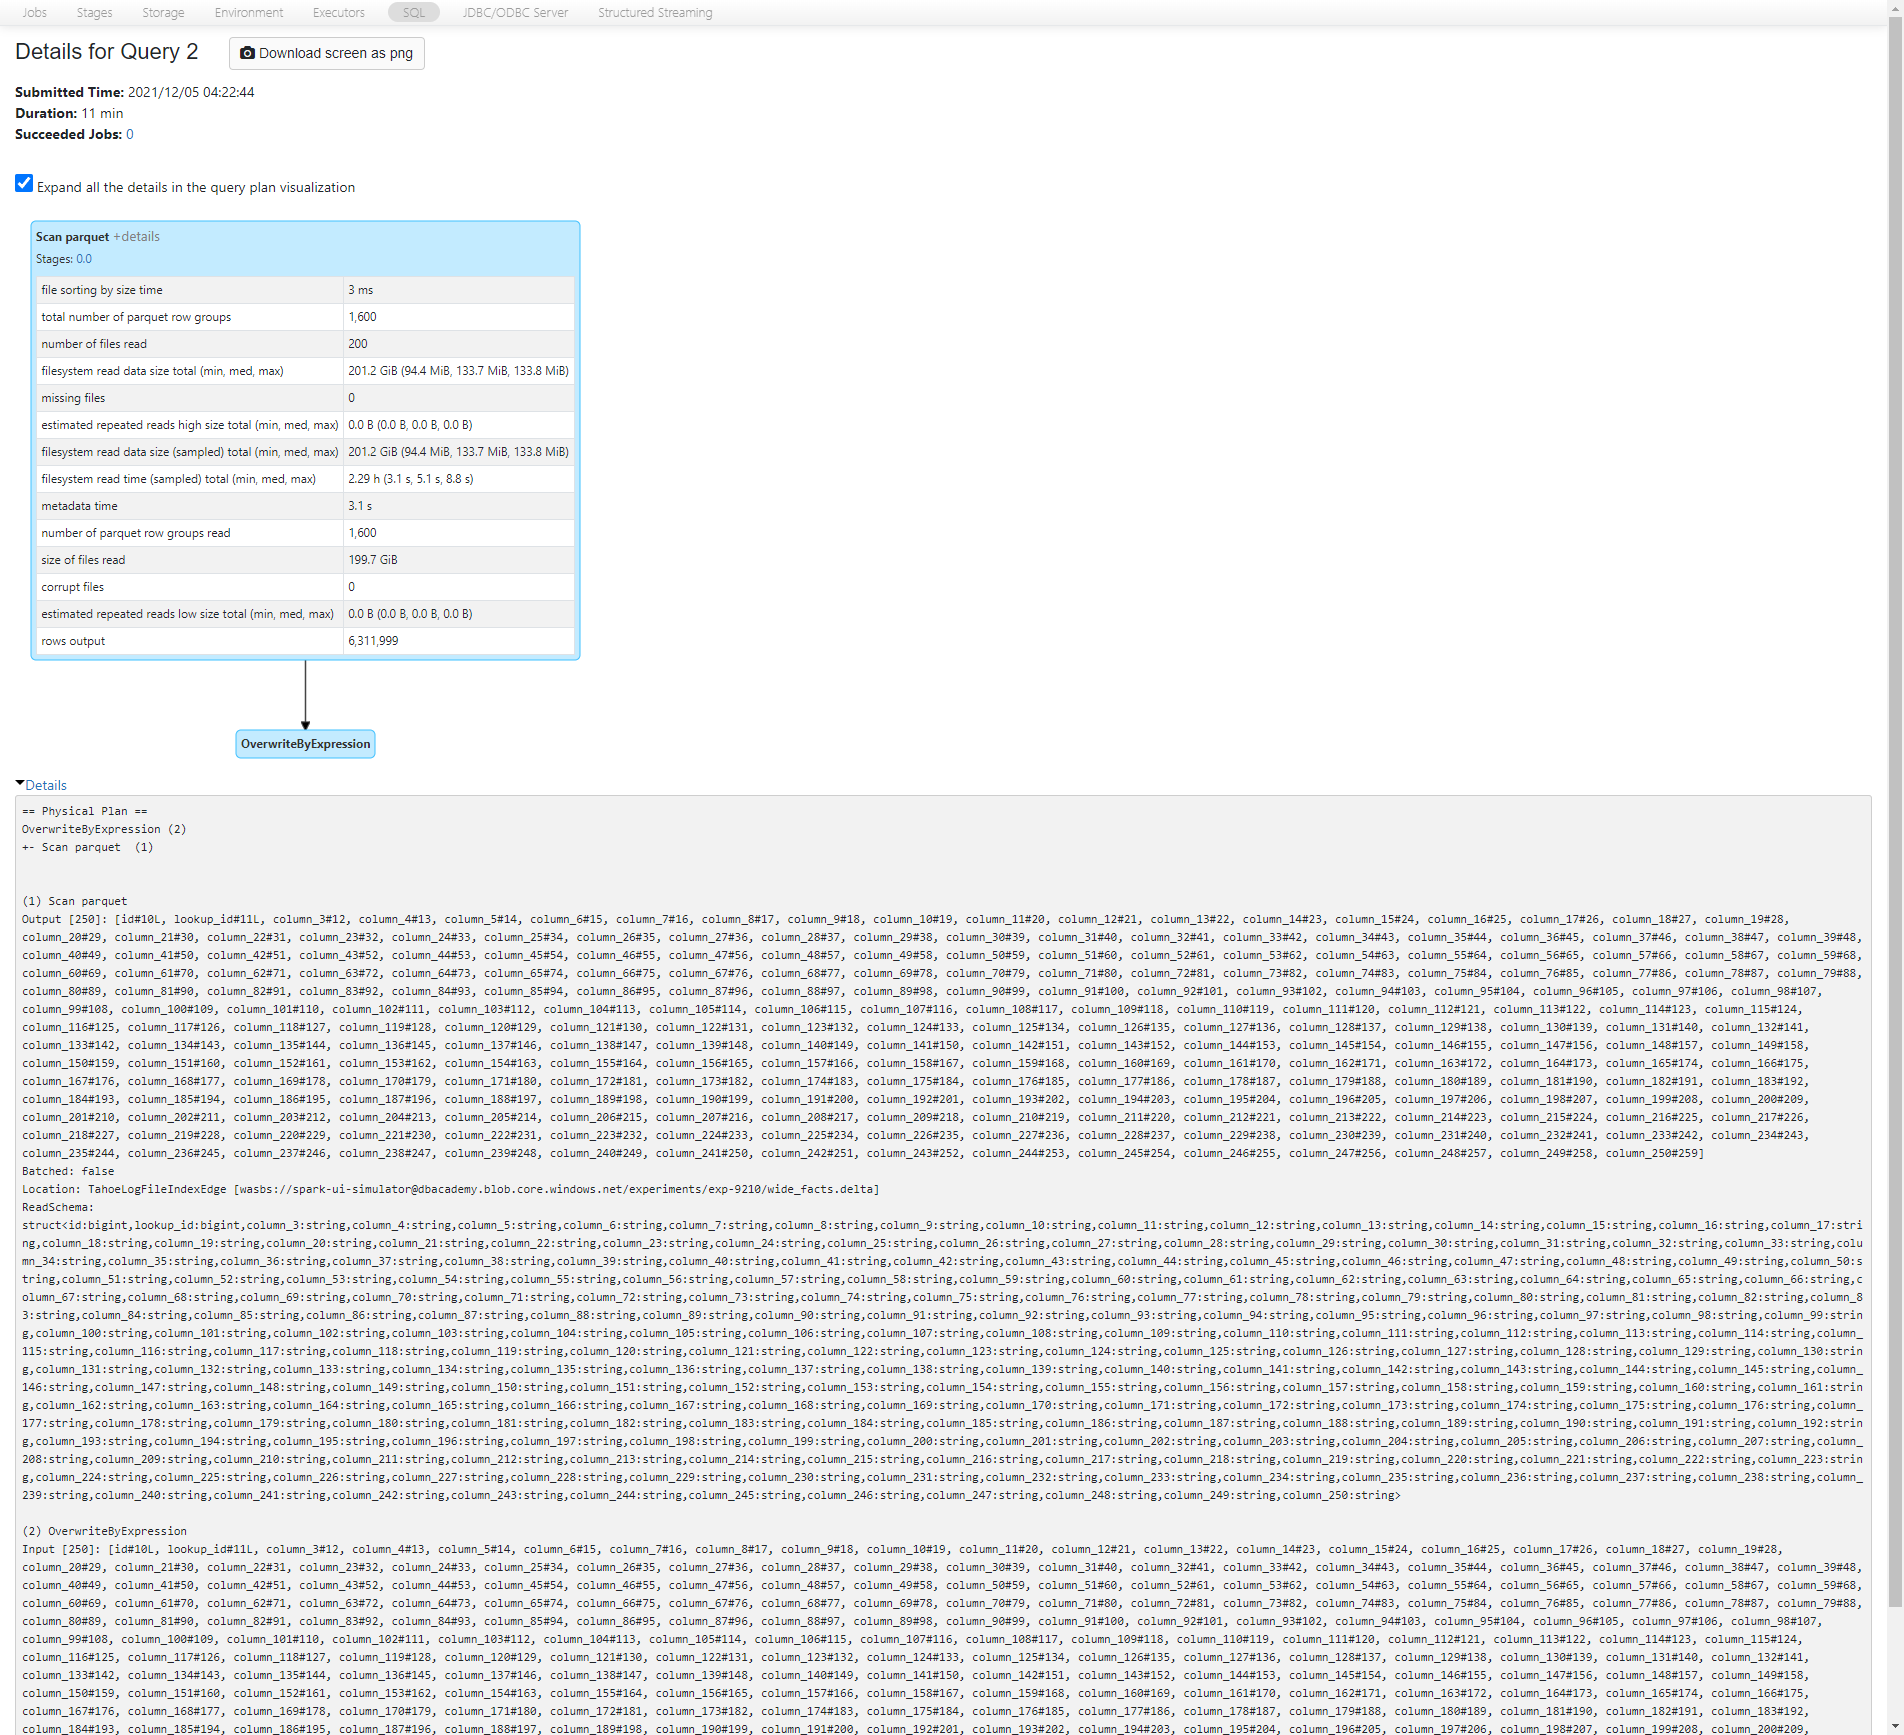 Jobs Stages Storage Environment Executors SQL JDBC/ODBC Server Structured Streaming
Details for Query 2
Download screen as png
Submitted Time: 2021/12/05 04:22:44
Duration: 11 min
Succeeded Jobs: 0
Expand all the details in the query plan visualization
Scan parquet +details
Stages: 0.0
file sorting by size time 3 ms
total number of parquet row groups 1,600
number of files read 200
filesystem read data size total (min, med, max) 201.2 GiB (94.4 MiB, 133.7 MiB, 133.8 MiB)
missing files 0
estimated repeated reads high size total (min, med, max) 0.0 B (0.0 B, 0.0 B, 0.0 B)
filesystem read data size (sampled) total (min, med, max) 201.2 GiB (94.4 MiB, 133.7 MiB, 133.8 MiB)
filesystem read time (sampled) total (min, med, max) 2.29 h (3.1 s, 5.1 s, 8.8 s)
metadata time 3.1 s
number of parquet row groups read 1,600
size of files read 199.7 GiB
corrupt files 0
estimated repeated reads low size total (min, med, max) 0.0 B (0.0 B, 0.0 B, 0.0 B)
rows output 6,311,999
OverwriteByExpression
Details
== Physical Plan ==
OverwriteByExpression (2)
+- Scan parquet  (1)
(1) Scan parquet
Output [250]: [id#10L, lookup_id#11L, column_3#12, column_4#13, column_5#14, column_6#15, column_7#16, column_8#17, column_9#18, column_10#19, column_11#20, column_12#21, column_13#22, column_14#23, column_15#24, column_16#25, column_17#26, column_18#27, column_19#28,
column_20#29, column_21#30, column_22#31, column_23#32, column_24#33, column_25#34, column_26#35, column_27#36, column_28#37, column_29#38, column_30#39, column_31#40, column_32#41, column_33#42, column_34#43, column_35#44, column_36#45, column_37#46, column_38#47, column_39#48,
column_40#49, column_41#50, column_42#51, column_43#52, column_44#53, column_45#54, column_46#55, column_47#56, column_48#57, column_49#58, column_50#59, column_51#60, column_52#61, column_53#62, column_54#63, column_55#64, column_56#65, column_57#66, column_58#67, column_59#68,
column_60#69, column_61#70, column_62#71, column_63#72, column_64#73, column_65#74, column_66#75, column_67#76, column_68#77, column_69#78, column_70#79, column_71#80, column_72#81, column_73#82, column_74#83, column_75#84, column_76#85, column_77#86, column_78#87, column_79#88,
column_80#89, column_81#90, column_82#91, column_83#92, column_84#93, column_85#94, column_86#95, column_87#96, column_88#97, column_89#98, column_90#99, column_91#100, column_92#101, column_93#102, column_94#103, column_95#104, column_96#105, column_97#106, column_98#107,
column_99#108, column_100#109, column_101#110, column_102#111, column_103#112, column_104#113, column_105#114, column_106#115, column_107#116, column_108#117, column_109#118, column_110#119, column_111#120, column_112#121, column_113#122, column_114#123, column_115#124,
column_116#125, column_117#126, column_118#127, column_119#128, column_120#129, column_121#130, column_122#131, column_123#132, column_124#133, column_125#134, column_126#135, column_127#136, column_128#137, column_129#138, column_130#139, column_131#140, column_132#141,
column_133#142, column_134#143, column_135#144, column_136#145, column_137#146, column_138#147, column_139#148, column_140#149, column_141#150, column_142#151, column_143#152, column_144#153, column_145#154, column_146#155, column_147#156, column_148#157, column_149#158,
column_150#159, column_151#160, column_152#161, column_153#162, column_154#163, column_155#164, column_156#165, column_157#166, column_158#167, column_159#168, column_160#169, column_161#170, column_162#171, column_163#172, column_164#173, column_165#174, column_166#175,
column_167#176, column_168#177, column_169#178, column_170#179, column_171#180, column_172#181, column_173#182, column_174#183, column_175#184, column_176#185, column_177#186, column_178#187, column_179#188, column_180#189, column_181#190, column_182#191, column_183#192,
column_184#193, column_185#194, column_186#195, column_187#196, column_188#197, column_189#198, column_190#199, column_191#200, column_192#201, column_193#202, column_194#203, column_195#204, column_196#205, column_197#206, column_198#207, column_199#208, column_200#209,
column_201#210, column_202#211, column_203#212, column_204#213, column_205#214, column_206#215, column_207#216, column_208#217, column_209#218, column_210#219, column_211#220, column_212#221, column_213#222, column_214#223, column_215#224, column_216#225, column_217#226,
column_218#227, column_219#228, column_220#229, column_221#230, column_222#231, column_223#232, column_224#233, column_225#234, column_226#235, column_227#236, column_228#237, column_229#238, column_230#239, column_231#240, column_232#241, column_233#242, column_234#243,
column_235#244, column_236#245, column_237#246, column_238#247, column_239#248, column_240#249, column_241#250, column_242#251, column_243#252, column_244#253, column_245#254, column_246#255, column_247#256, column_248#257, column_249#258, column_250#259]
Batched: false
Location: TahoeLogFileIndexEdge [wasbs://spark-ui-simulator@dbacademy.blob.core.windows.net/experiments/exp-9210/wide_facts.delta]
ReadSchema:
struct<id:bigint,lookup_id:bigint,column_3:string,column_4:string,column_5:string,column_6:string,column_7:string,column_8:string,column_9:string,column_10:string,column_11:string,column_12:string,column_13:string,column_14:string,column_15:string,column_16:string,column_17:stri
ng,column_18:string,column_19:string,column_20:string,column_21:string,column_22:string,column_23:string,column_24:string,column_25:string,column_26:string,column_27:string,column_28:string,column_29:string,column_30:string,column_31:string,column_32:string,column_33:string,colu
mn_34:string,column_35:string,column_36:string,column_37:string,column_38:string,column_39:string,column_40:string,column_41:string,column_42:string,column_43:string,column_44:string,column_45:string,column_46:string,column_47:string,column_48:string,column_49:string,column_50:s
tring,column_51:string,column_52:string,column_53:string,column_54:string,column_55:string,column_56:string,column_57:string,column_58:string,column_59:string,column_60:string,column_61:string,column_62:string,column_63:string,column_64:string,column_65:string,column_66:string,c
olumn_67:string,column_68:string,column_69:string,column_70:string,column_71:string,column_72:string,column_73:string,column_74:string,column_75:string,column_76:string,column_77:string,column_78:string,column_79:string,column_80:string,column_81:string,column_82:string,column_8
3:string,column_84:string,column_85:string,column_86:string,column_87:string,column_88:string,column_89:string,column_90:string,column_91:string,column_92:string,column_93:string,column_94:string,column_95:string,column_96:string,column_97:string,column_98:string,column_99:strin
g,column_100:string,column_101:string,column_102:string,column_103:string,column_104:string,column_105:string,column_106:string,column_107:string,column_108:string,column_109:string,column_110:string,column_111:string,column_112:string,column_113:string,column_114:string,column_
115:string,column_116:string,column_117:string,column_118:string,column_119:string,column_120:string,column_121:string,column_122:string,column_123:string,column_124:string,column_125:string,column_126:string,column_127:string,column_128:string,column_129:string,column_130:strin
g,column_131:string,column_132:string,column_133:string,column_134:string,column_135:string,column_136:string,column_137:string,column_138:string,column_139:string,column_140:string,column_141:string,column_142:string,column_143:string,column_144:string,column_145:string,column_
146:string,column_147:string,column_148:string,column_149:string,column_150:string,column_151:string,column_152:string,column_153:string,column_154:string,column_155:string,column_156:string,column_157:string,column_158:string,column_159:string,column_160:string,column_161:strin
g,column_162:string,column_163:string,column_164:string,column_165:string,column_166:string,column_167:string,column_168:string,column_169:string,column_170:string,column_171:string,column_172:string,column_173:string,column_174:string,column_175:string,column_176:string,column_
177:string,column_178:string,column_179:string,column_180:string,column_181:string,column_182:string,column_183:string,column_184:string,column_185:string,column_186:string,column_187:string,column_188:string,column_189:string,column_190:string,column_191:string,column_192:strin
g,column_193:string,column_194:string,column_195:string,column_196:string,column_197:string,column_198:string,column_199:string,column_200:string,column_201:string,column_202:string,column_203:string,column_204:string,column_205:string,column_206:string,column_207:string,column_
208:string,column_209:string,column_210:string,column_211:string,column_212:string,column_213:string,column_214:string,column_215:string,column_216:string,column_217:string,column_218:string,column_219:string,column_220:string,column_221:string,column_222:string,column_223:strin
g,column_224:string,column_225:string,column_226:string,column_227:string,column_228:string,column_229:string,column_230:string,column_231:string,column_232:string,column_233:string,column_234:string,column_235:string,column_236:string,column_237:string,column_238:string,column_
239:string,column_240:string,column_241:string,column_242:string,column_243:string,column_244:string,column_245:string,column_246:string,column_247:string,column_248:string,column_249:string,column_250:string>
(2) OverwriteByExpression
Input [250]: [id#10L, lookup_id#11L, column_3#12, column_4#13, column_5#14, column_6#15, column_7#16, column_8#17, column_9#18, column_10#19, column_11#20, column_12#21, column_13#22, column_14#23, column_15#24, column_16#25, column_17#26, column_18#27, column_19#28,
column_20#29, column_21#30, column_22#31, column_23#32, column_24#33, column_25#34, column_26#35, column_27#36, column_28#37, column_29#38, column_30#39, column_31#40, column_32#41, column_33#42, column_34#43, column_35#44, column_36#45, column_37#46, column_38#47, column_39#48,
column_40#49, column_41#50, column_42#51, column_43#52, column_44#53, column_45#54, column_46#55, column_47#56, column_48#57, column_49#58, column_50#59, column_51#60, column_52#61, column_53#62, column_54#63, column_55#64, column_56#65, column_57#66, column_58#67, column_59#68,
column_60#69, column_61#70, column_62#71, column_63#72, column_64#73, column_65#74, column_66#75, column_67#76, column_68#77, column_69#78, column_70#79, column_71#80, column_72#81, column_73#82, column_74#83, column_75#84, column_76#85, column_77#86, column_78#87, column_79#88,
column_80#89, column_81#90, column_82#91, column_83#92, column_84#93, column_85#94, column_86#95, column_87#96, column_88#97, column_89#98, column_90#99, column_91#100, column_92#101, column_93#102, column_94#103, column_95#104, column_96#105, column_97#106, column_98#107,
column_99#108, column_100#109, column_101#110, column_102#111, column_103#112, column_104#113, column_105#114, column_106#115, column_107#116, column_108#117, column_109#118, column_110#119, column_111#120, column_112#121, column_113#122, column_114#123, column_115#124,
column_116#125, column_117#126, column_118#127, column_119#128, column_120#129, column_121#130, column_122#131, column_123#132, column_124#133, column_125#134, column_126#135, column_127#136, column_128#137, column_129#138, column_130#139, column_131#140, column_132#141,
column_133#142, column_134#143, column_135#144, column_136#145, column_137#146, column_138#147, column_139#148, column_140#149, column_141#150, column_142#151, column_143#152, column_144#153, column_145#154, column_146#155, column_147#156, column_148#157, column_149#158,
column_150#159, column_151#160, column_152#161, column_153#162, column_154#163, column_155#164, column_156#165, column_157#166, column_158#167, column_159#168, column_160#169, column_161#170, column_162#171, column_163#172, column_164#173, column_165#174, column_166#175,
column_167#176, column_168#177, column_169#178, column_170#179, column_171#180, column_172#181, column_173#182, column_174#183, column_175#184, column_176#185, column_177#186, column_178#187, column_179#188, column_180#189, column_181#190, column_182#191, column_183#192,
column_184#193, column_185#194, column_186#195, column_187#196, column_188#197, column_189#198, column_190#199, column_191#200, column_192#201, column_193#202, column_194#203, column_195#204, column_196#205, column_197#206, column_198#207, column_199#208, column_200#209,